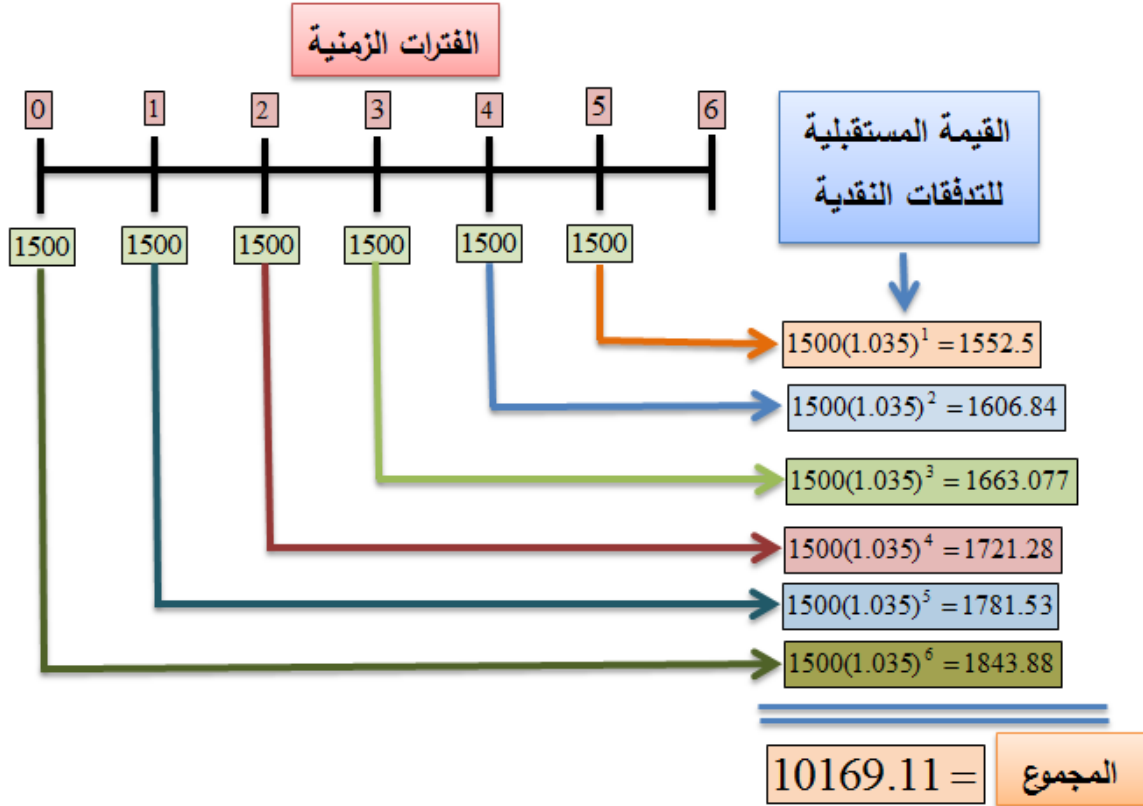 الفترات الزمنية
0 1 2 3 4 5 6
القيمة المستقبلية
للتدفقات النقدية
1500 1500 1500 1500 1500 1500
1500(1.035)^1 = 1552.5
1500(1.035)^2 = 1606.84
1500(1.035)^3 = 1663.077
1500(1.035)^4 = 1721.28
1500(1.035)^5 = 1781.53
1500(1.035)^6 = 1843.88
10169.11 = المجموع